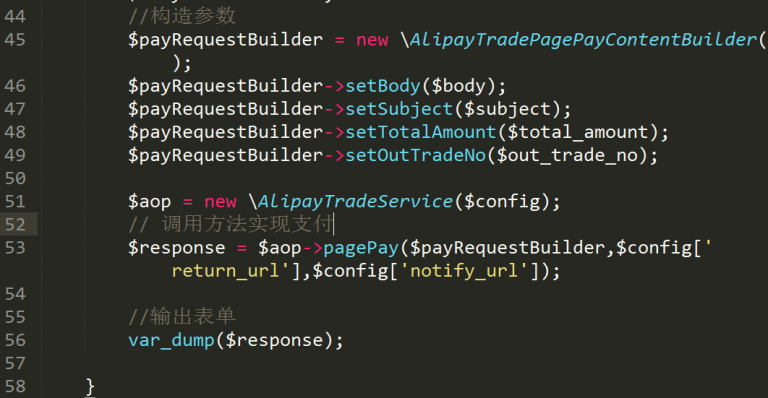 44 //构造参数
45 $payRequestBuilder = new \AlipayTradePagePayContentBuilder(
);
46 $payRequestBuilder->setBody($body);
47 $payRequestBuilder->setSubject($subject);
48 $payRequestBuilder->setTotalAmount($total_amount);
49 $payRequestBuilder->setOutTradeNo($out_trade_no);
50
51 $aop = new \AlipayTradeService($config);
52 // 调用方法实现支付
53 $response = $aop->pagePay($payRequestBuilder,$config['
return_url'],$config['notify_url']);
54
55 //输出表单
56 var_dump($response);
57
58 }